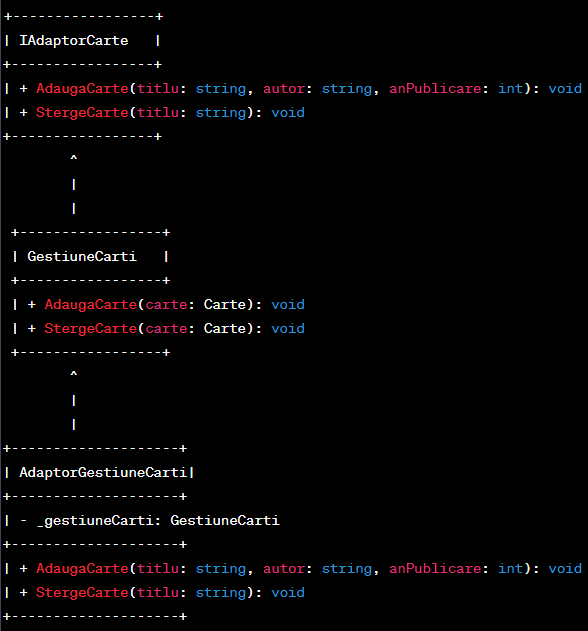 +-----------------+
| IAdaptorCarte   |
+-----------------+
| + AdaugaCarte(titlu: string, autor: string, anPublicare: int): void
| + StergeCarte(titlu: string): void
+-----------------+
        ^
        |
        |
 +-----------------+
 | GestiuneCarti   |
 +-----------------+
 | + AdaugaCarte(carte: Carte): void
 | + StergeCarte(carte: Carte): void
 +-----------------+
        ^
        |
        |
+--------------------+
| AdaptorGestiuneCarti|
+--------------------+
| - _gestiuneCarti: GestiuneCarti
+--------------------+
| + AdaugaCarte(titlu: string, autor: string, anPublicare: int): void
| + StergeCarte(titlu: string): void
+--------------------+